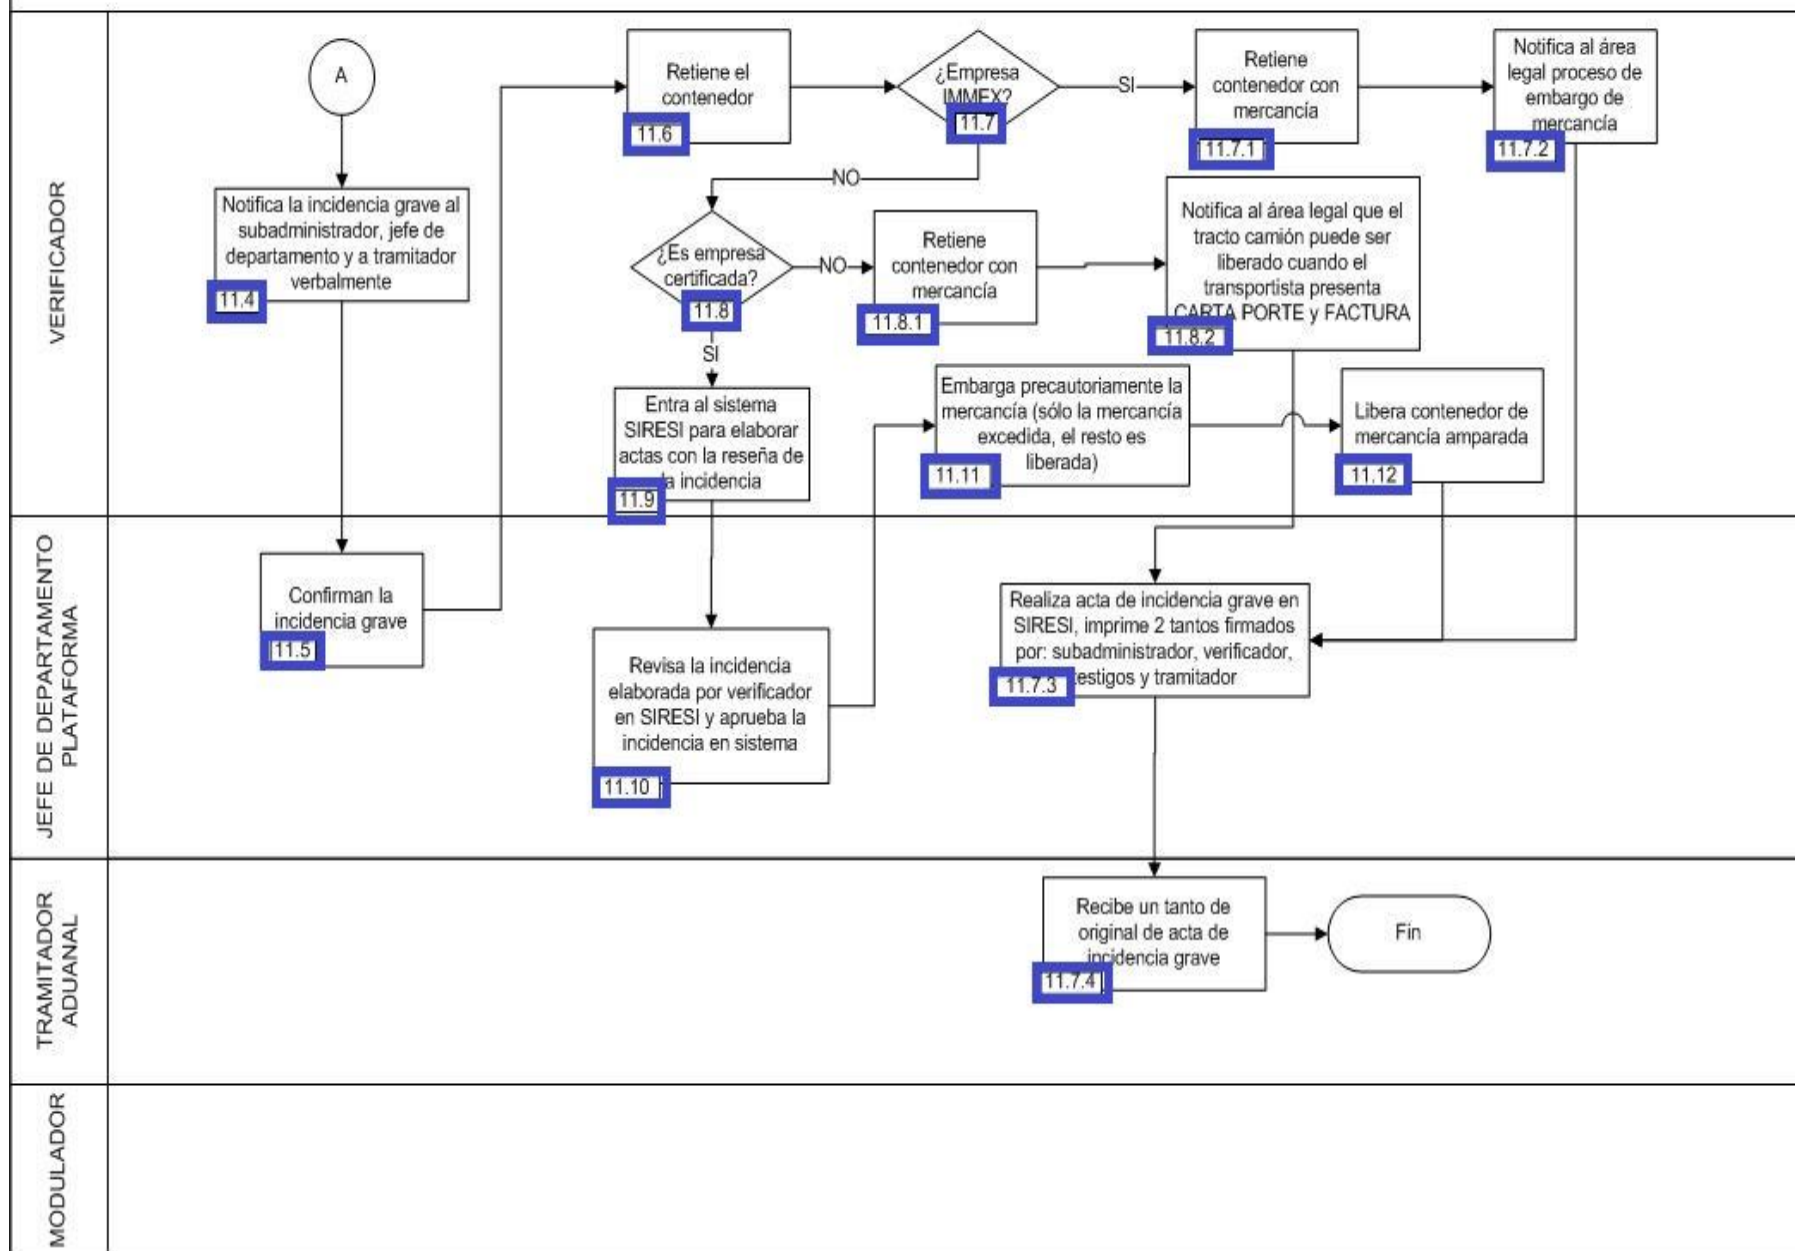 VERIFICADOR
A
Notifica la incidencia grave al
subadministrador, jefe de
departamento y a tramitador
verbalmente
11.4
Retiene el
contenedor
11.6
¿Empresa
IMMEX?
11.7
SI
Retiene
contenedor con
mercancía
11.7.1
Notifica al área
legal proceso de
embargo de
mercancía
11.7.2
NO
¿Es empresa
certificada?
11.8
NO
Retiene
contenedor con
mercancía
11.8.1
Notifica al área legal que el
tracto camión puede ser
liberado cuando el
transportista presenta
CARTA PORTE y FACTURA
11.8.2
SI
Entra al sistema
SIRESI para elaborar
actas con la reseña de
la incidencia
11.9
Embarga precautoriamente la
mercancía (sólo la mercancía
excedida, el resto es
liberada)
11.11
Libera contenedor de
mercancía amparada
11.12
JEFE DE DEPARTAMENTO
PLATAFORMA
Confirman la
incidencia grave
11.5
Revisa la incidencia
elaborada por verificador
en SIRESI y aprueba la
incidencia en sistema
11.10
Realiza acta de incidencia grave en
SIRESI, imprime 2 tantos firmados
por: subadministrador, verificador,
testigos y tramitador
11.7.3
TRAMITADOR
ADUANAL
Recibe un tanto de
original de acta de
incidencia grave
11.7.4
Fin
MODULADOR